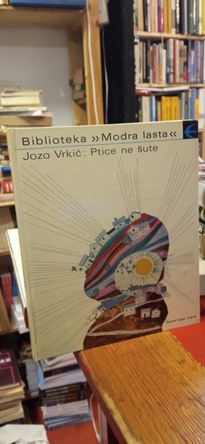 Biblioteka »Modra lasta«
Jozo Vrkić: Ptice ne šute